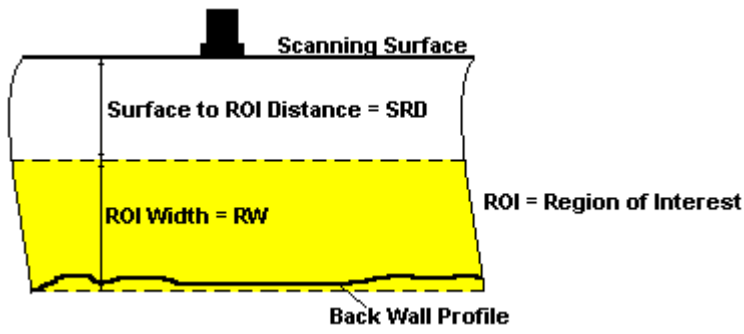 Scanning Surface
Surface to ROI Distance = SRD
ROI Width = RW
ROI = Region of Interest
Back Wall Profile